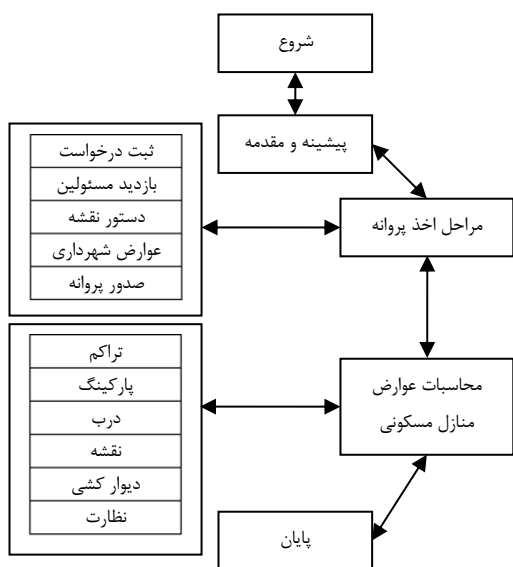 شروع
پیشینه و مقدمه
مراحل اخذ پروانه
ثبت درخواست
بازدید مسئولین
دستور نقشه
عوارض شهرداری
صدور پروانه
محاسبات عوارض
منازل مسکونی
تراکم
پارکینگ
درب
نقشه
دیوار کشی
نظارت
پایان